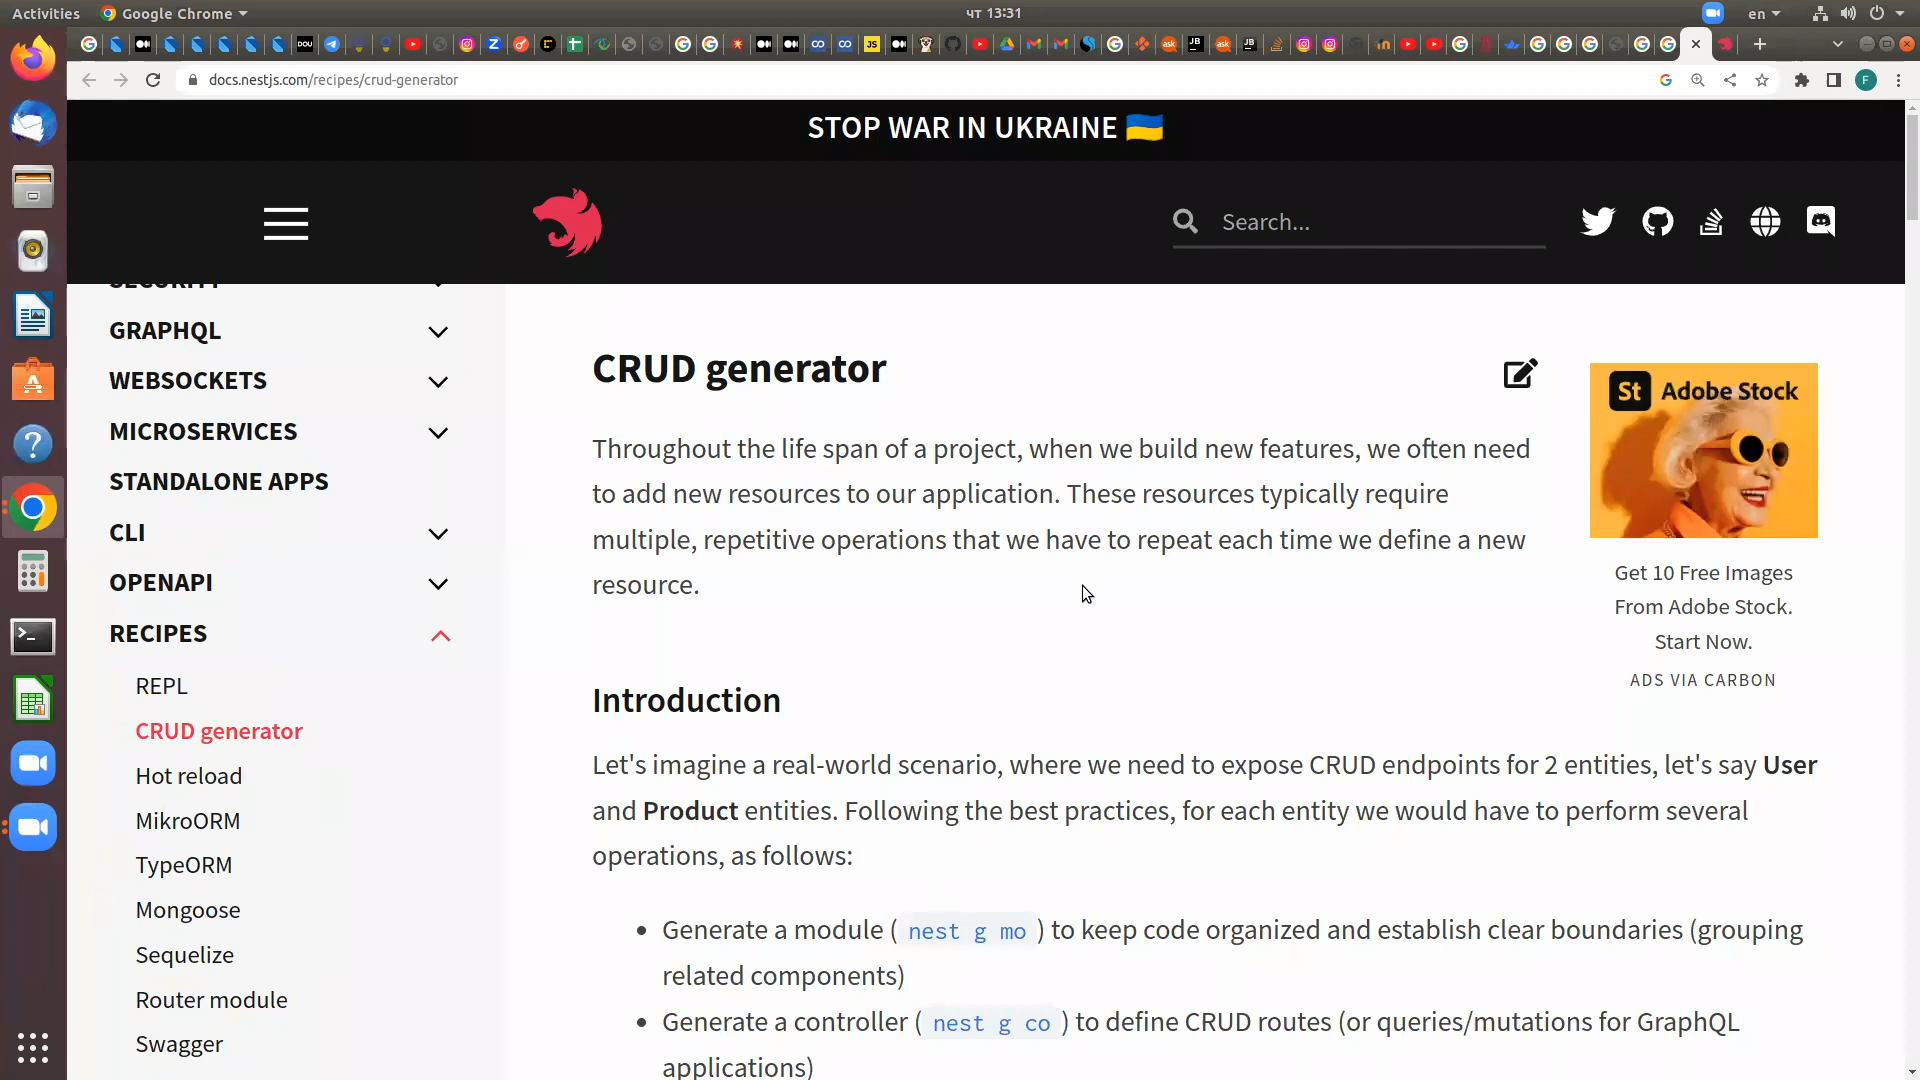 Activities
Google Chrome
чт 13:31
en
DOU
JS
ask
JB
ask
JB
in
docs.nestjs.com/recipes/crud-generator
F
STOP WAR IN UKRAINE
Search...
SECURITY
GRAPHQL
WEBSOCKETS
MICROSERVICES
STANDALONE APPS
CLI
OPENAPI
RECIPES
REPL
CRUD generator
Hot reload
MikroORM
TypeORM
Mongoose
Sequelize
Router module
Swagger
CRUD generator
Throughout the life span of a project, when we build new features, we often need
to add new resources to our application. These resources typically require
multiple, repetitive operations that we have to repeat each time we define a new
resource.
St Adobe Stock
Get 10 Free Images
From Adobe Stock.
Start Now.
ADS VIA CARBON
Introduction
Let's imagine a real-world scenario, where we need to expose CRUD endpoints for 2 entities, let's say User
and Product entities. Following the best practices, for each entity we would have to perform several
operations, as follows:
• Generate a module ( nest g mo ) to keep code organized and establish clear boundaries (grouping
related components)
• Generate a controller ( nest g co ) to define CRUD routes (or queries/mutations for GraphQL
applications)